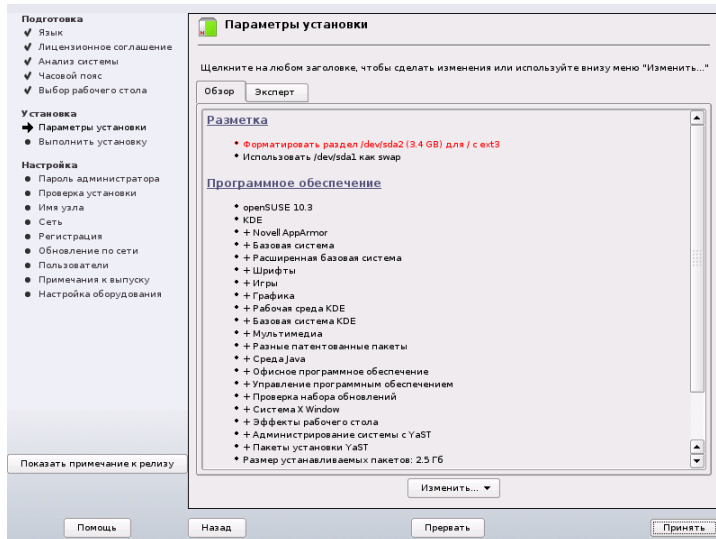 Подготовка
Язык
Лицензионное соглашение
Анализ системы
Часовой пояс
Выбор рабочего стола
Установка
Параметры установки
Выполнить установку
Настройка
Пароль администратора
Проверка установки
Имя узла
Сеть
Регистрация
Обновление по сети
Пользователи
Примечания к выпуску
Настройка оборудования
Показать примечание к релизу
Параметры установки
Щелкните на любом заголовке, чтобы сделать изменения или используйте внизу меню "Изменить..."
Обзор Эксперт
Разметка
Форматировать раздел /dev/sda2 (3.4 GB) для / с ext3
Использовать /dev/sda1 как swap
Программное обеспечение
openSUSE 10.3
KDE
+ Novell AppArmor
+ Базовая система
+ Расширенная базовая система
+ Шрифты
+ Игры
+ Графика
+ Рабочая среда KDE
+ Базовая система KDE
+ Мультимедиа
+ Разные патентованные пакеты
+ Среда Java
+ Офисное программное обеспечение
+ Управление программным обеспечением
+ Проверка набора обновлений
+ Система X Window
+ Эффекты рабочего стола
+ Администрирование системы с YaST
+ Пакеты установки YaST
Размер устанавливаемых пакетов: 2.5 Гб
Изменить...
Помощь Назад Прервать Принять